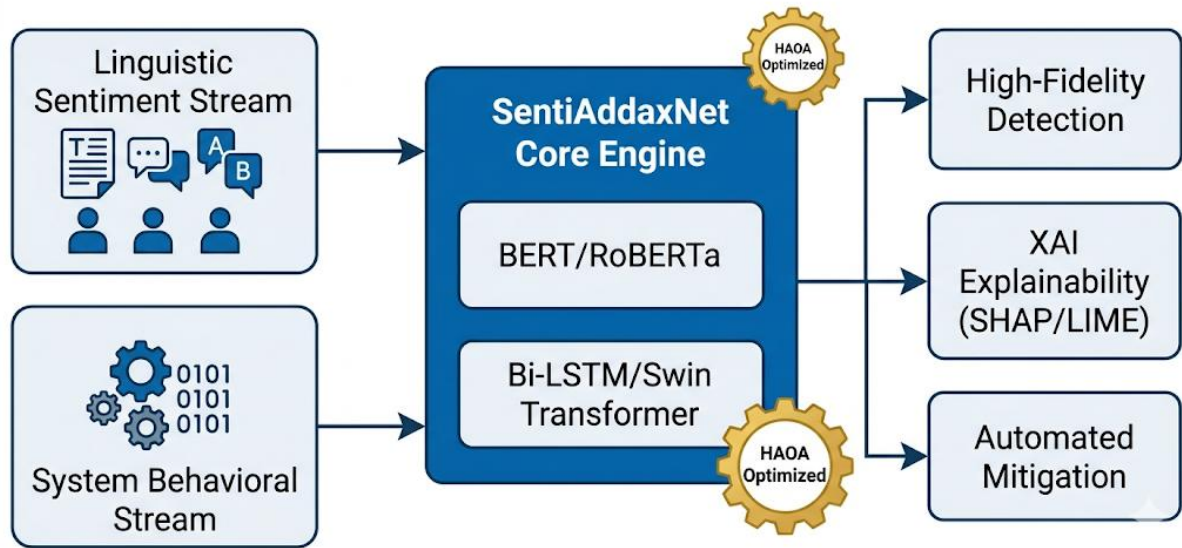 Linguistic
Sentiment Stream
T
A
B
0101
0101
0101
System Behavioral
Stream
HAOA
Optimized
SentiAddaxNet
Core Engine
BERT/RoBERTa
Bi-LSTM/Swin
Transformer
HAOA
Optimized
High-Fidelity
Detection
XAI
Explainability
(SHAP/LIME)
Automated
Mitigation